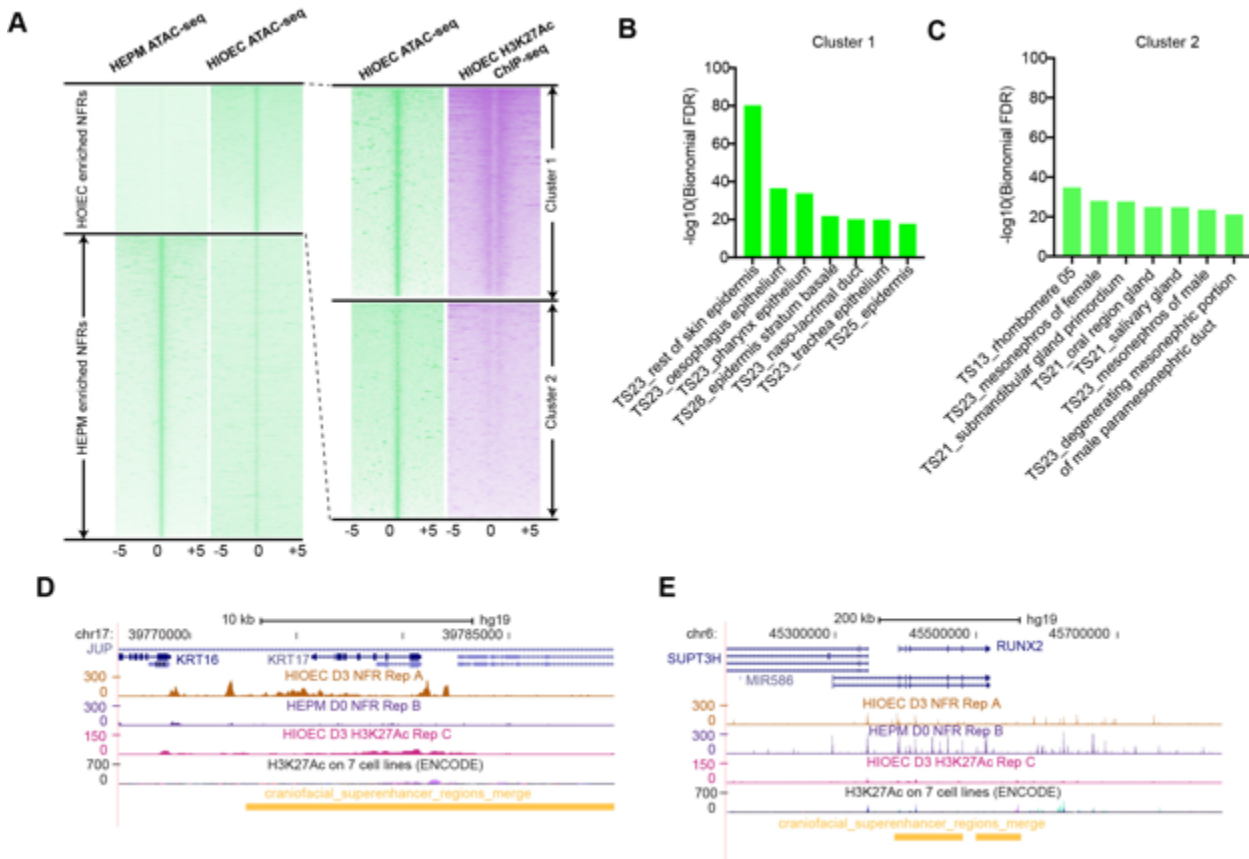 A
HEPM ATAC-seq
HIOEC ATAC-seq
HIOEC ATAC-seq
HIOEC H3K27Ac
ChIP-seq
HOIEC enriched NFRs
HEPM enriched NFRs
Cluster 1
Cluster 2
-5 0 +5 -5 0 +5
-5 0 +5 -5 0 +5
B
Cluster 1
-log10(Bionomial FDR)
100
80
60
40
20
0
TS23_rest of skin epidermis
TS23_oesophagus epithelium
TS23_pharynx epithelium
TS28_epidermis stratum basale
TS23_naso-lacrimal duct
TS23_trachea epithelium
TS25_epidermis
C
Cluster 2
-log10(Bionomial FDR)
100
80
60
40
20
0
TS13_rhombomere 05
TS23_mesonephros of female
TS21_submandibular gland primordium
TS21_oral region gland
TS21_salivary gland
TS23_mesonephros of male
TS23_degenerating mesonephric portion
of male paramesonephric duct
D
10 kb hg19
chr17: 39770000 39785000
JUP
KRT16 KRT17
300 HIOEC D3 NFR Rep A
0
300 HEPM D0 NFR Rep B
0
150 HIOEC D3 H3K27Ac Rep C
0
700 H3K27Ac on 7 cell lines (ENCODE)
0
craniofacial_superenhancer_regions_merge
E
200 kb hg19
chr6: 45300000 45500000 45700000
RUNX2
SUPT3H
MIR586
300 HIOEC D3 NFR Rep A
0
300 HEPM D0 NFR Rep B
0
150 HIOEC D3 H3K27Ac Rep C
0
700 H3K27Ac on 7 cell lines (ENCODE)
0
craniofacial_superenhancer_regions_merge